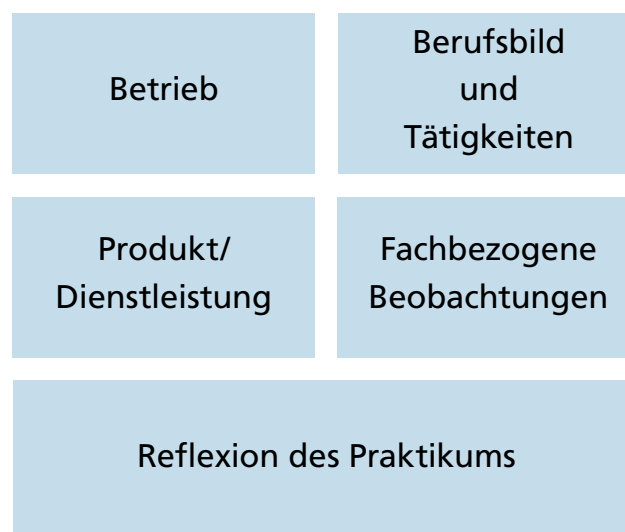 Betrieb
Berufsbild
und
Tätigkeiten
Produkt/
Dienstleistung
Fachbezogene
Beobachtungen
Reflexion des Praktikums